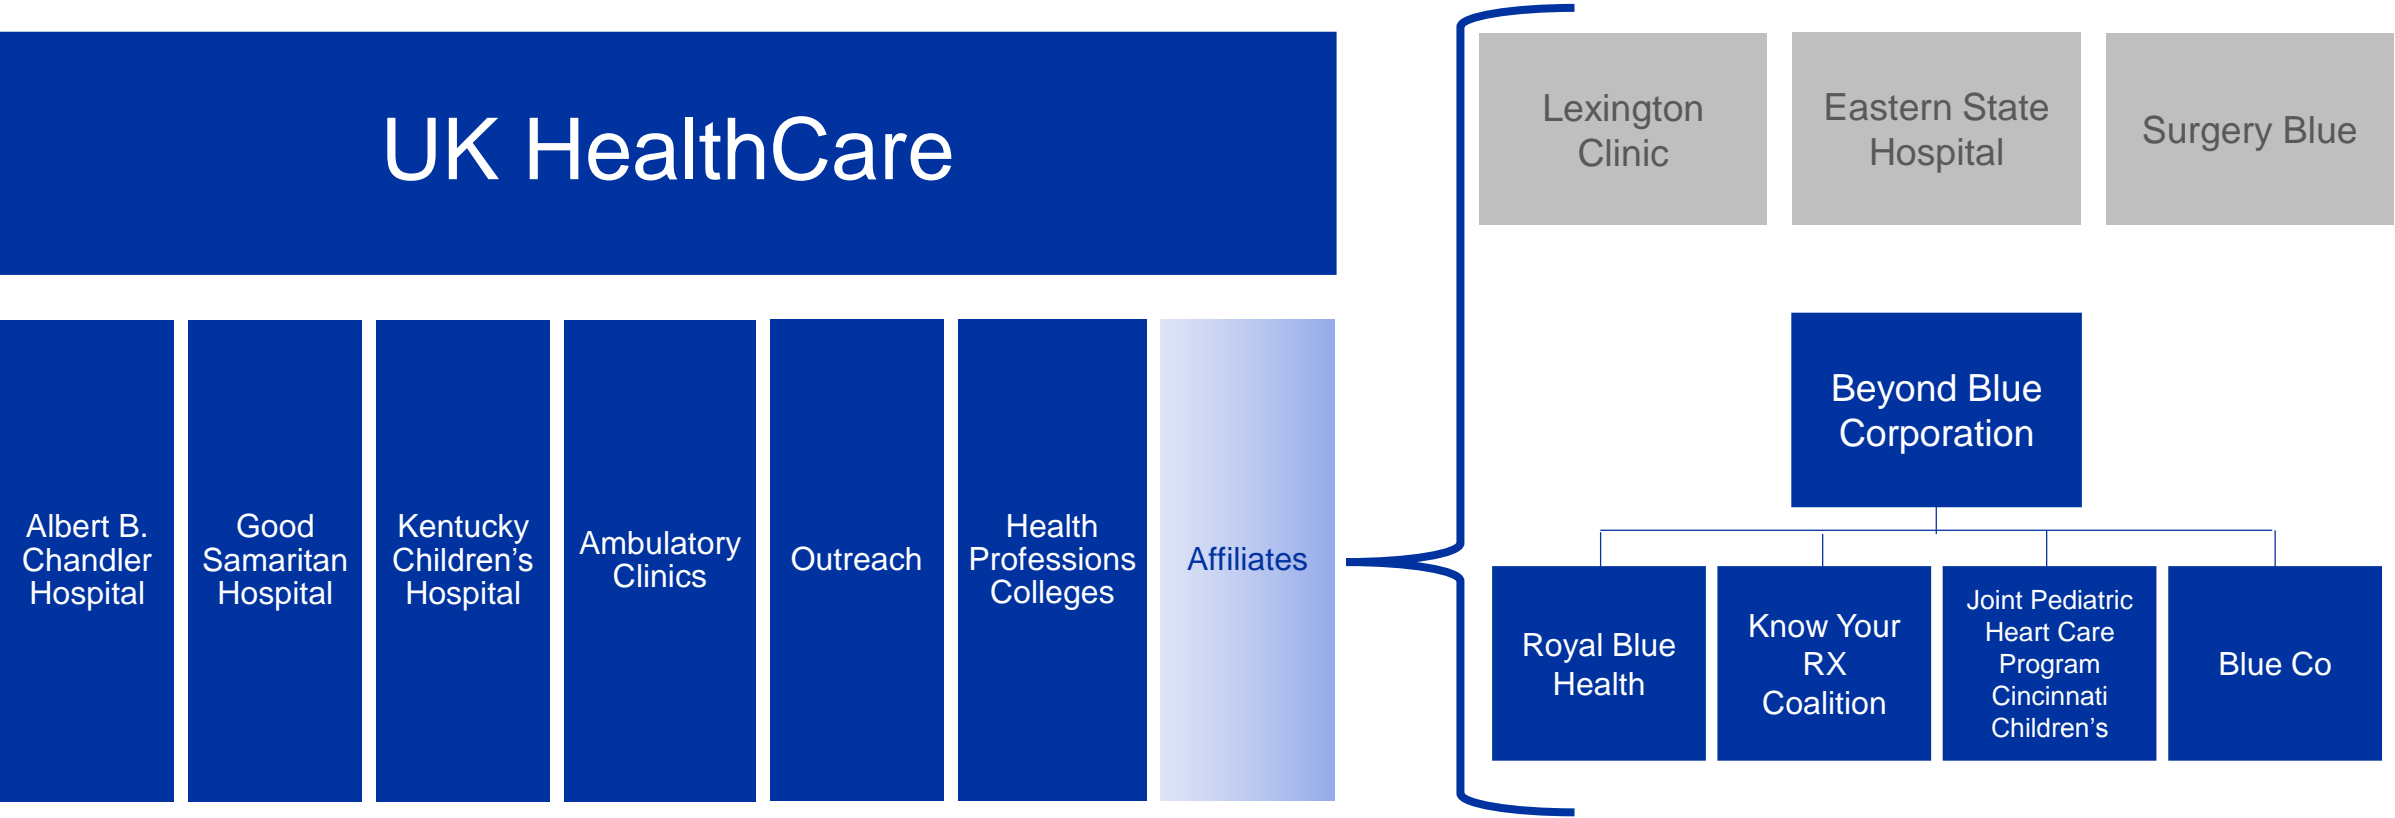 UK HealthCare
Albert B.
Chandler
Hospital
Good
Samaritan
Hospital
Kentucky
Children’s
Hospital
Ambulatory
Clinics
Outreach
Health
Professions
Colleges
Affiliates
Lexington
Clinic
Eastern State
Hospital
Surgery Blue
Beyond Blue
Corporation
Royal Blue
Health
Know Your
RX
Coalition
Joint Pediatric
Heart Care
Program
Cincinnati
Children’s
Blue Co